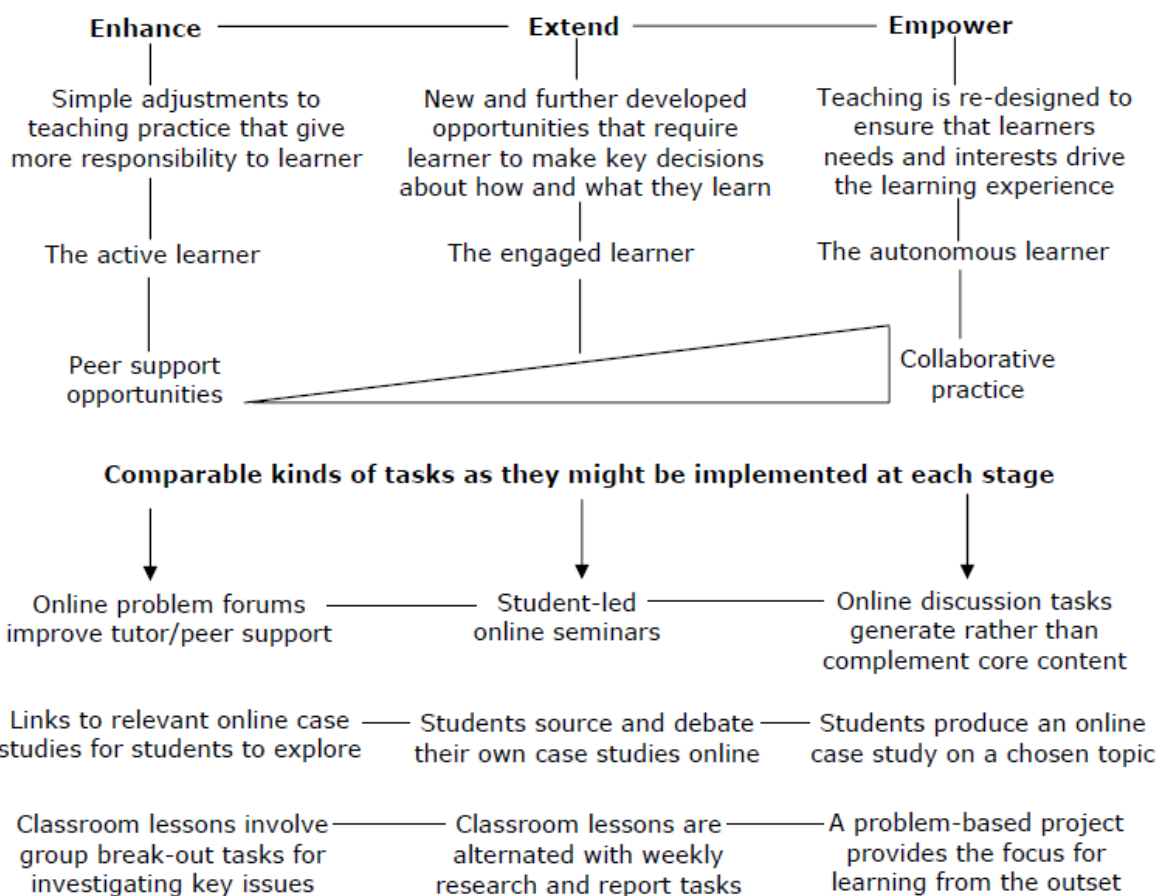 Enhance
Extend
Empower
Simple adjustments to
teaching practice that give
more responsibility to learner
New and further developed
opportunities that require
learner to make key decisions
about how and what they learn
Teaching is re-designed to
ensure that learners
needs and interests drive
the learning experience
The active learner
The engaged learner
The autonomous learner
Peer support
opportunities
Collaborative
practice
Comparable kinds of tasks as they might be implemented at each stage
Online problem forums
improve tutor/peer support
Student-led
online seminars
Online discussion tasks
generate rather than
complement core content
Links to relevant online case
studies for students to explore
Students source and debate
their own case studies online
Students produce an online
case study on a chosen topic
Classroom lessons involve
group break-out tasks for
investigating key issues
Classroom lessons are
alternated with weekly
research and report tasks
A problem-based project
provides the focus for
learning from the outset